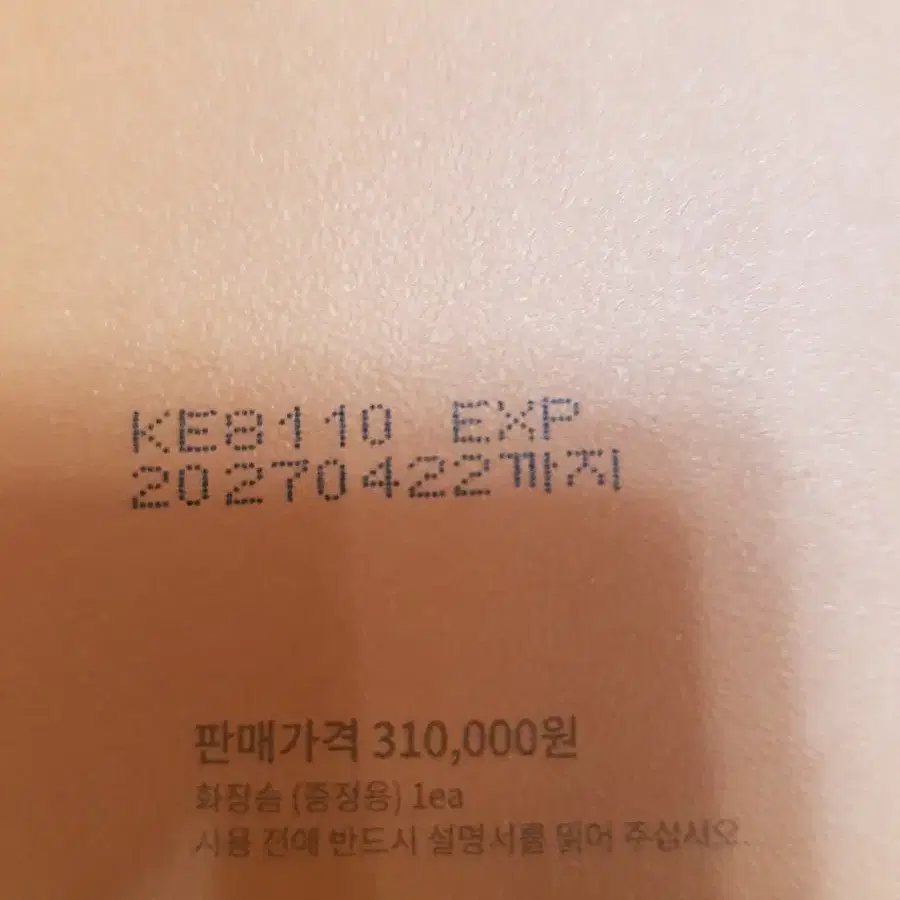 KE8110 EXP
20270422까지
판매가격 310,000원
화장솜 (증정용) 1ea
사용 전에 반드시 설명서를 읽어 주십시오.